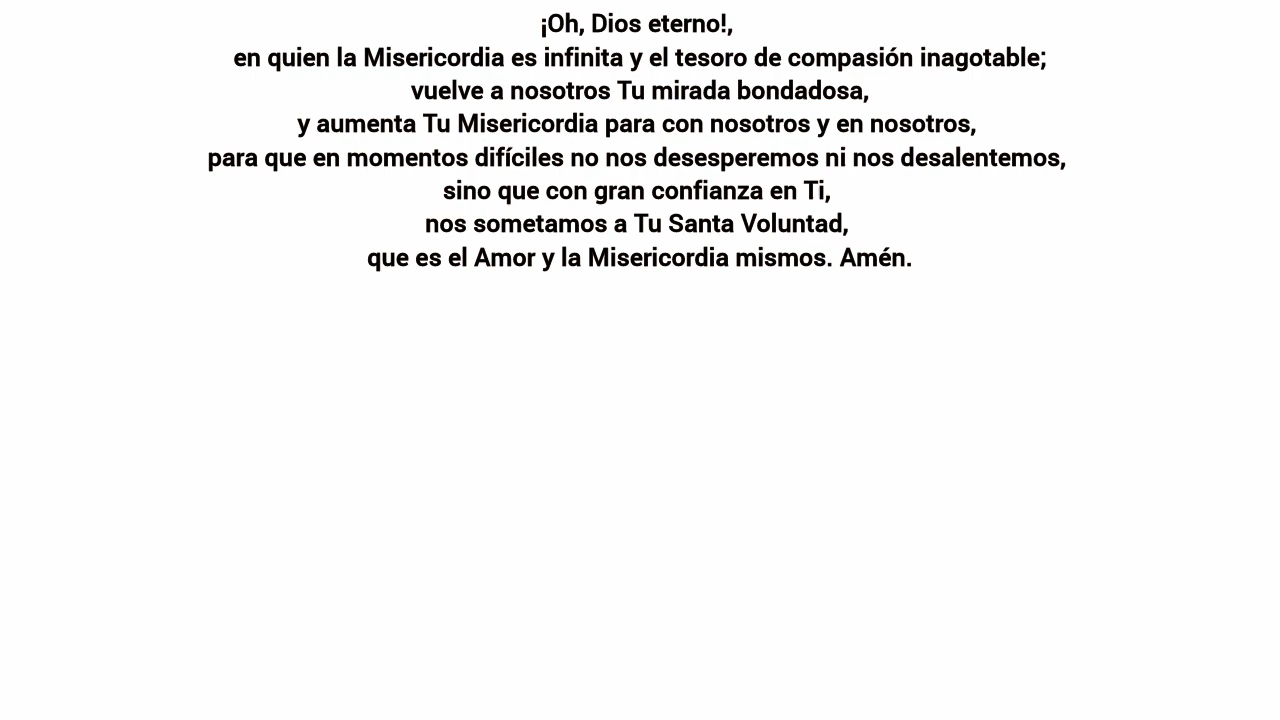 ¡Oh, Dios eterno!,
en quien la Misericordia es infinita y el tesoro de compasión inagotable;
vuelve a nosotros Tu mirada bondadosa,
y aumenta Tu Misericordia para con nosotros y en nosotros,
para que en momentos difíciles no nos desesperemos ni nos desalentemos,
sino que con gran confianza en Ti,
nos sometamos a Tu Santa Voluntad,
que es el Amor y la Misericordia mismos. Amén.